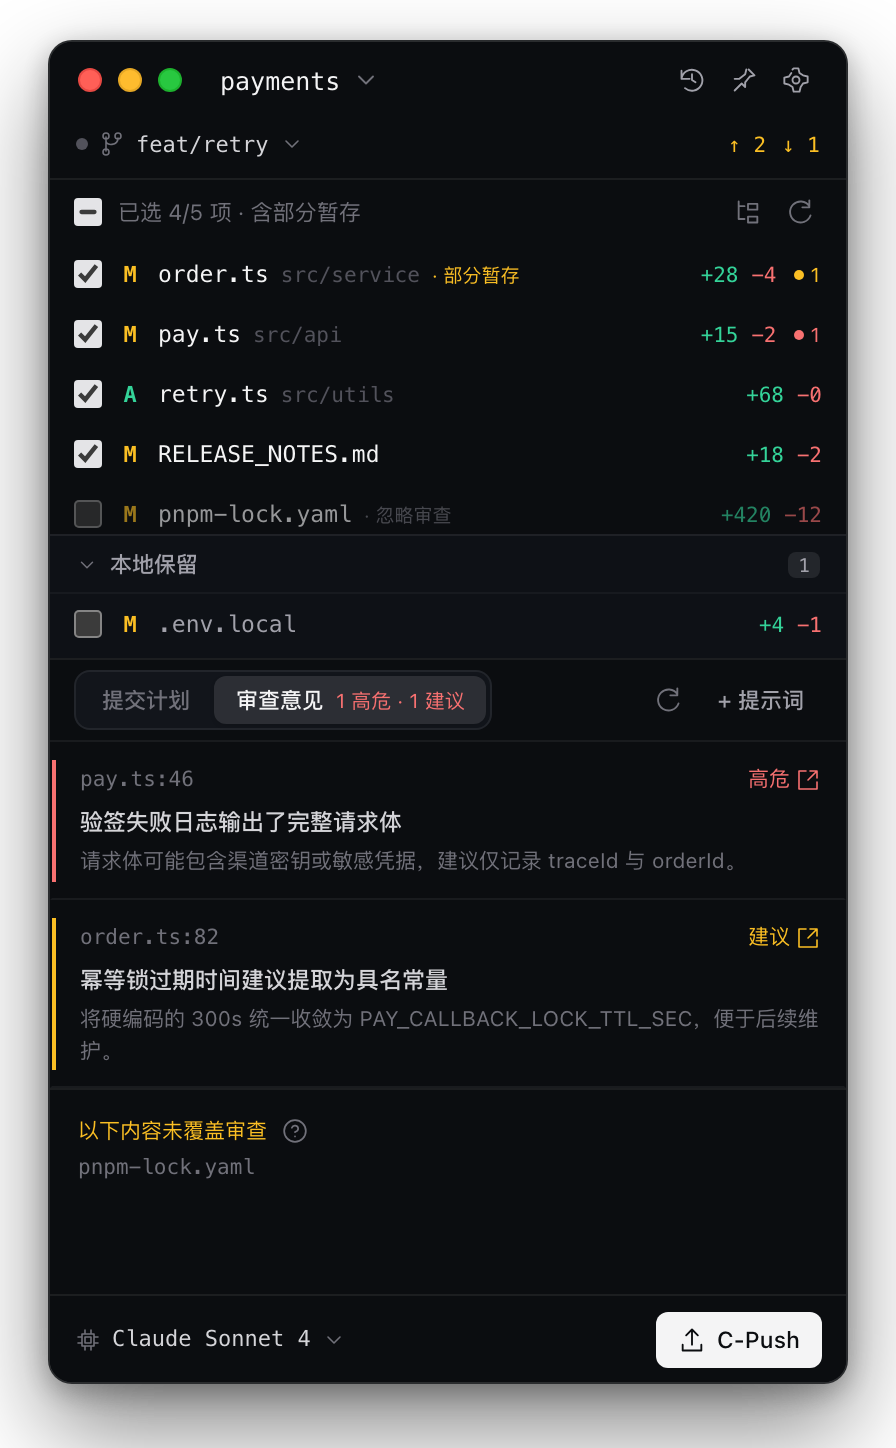 payments
feat/retry ↑ 2 ↓ 1
已选 4/5 项 · 含部分暂存
M order.ts src/service · 部分暂存 +28 −4 1
M pay.ts src/api +15 −2 1
A retry.ts src/utils +68 −0
M RELEASE_NOTES.md +18 −2
M pnpm-lock.yaml · 忽略审查 +420 −12
本地保留 1
M .env.local +4 −1
提交计划 审查意见 1 高危 · 1 建议 + 提示词
pay.ts:46 高危
验签失败日志输出了完整请求体
请求体可能包含渠道密钥或敏感凭据，建议仅记录 traceId 与 orderId。
order.ts:82 建议
幂等锁过期时间建议提取为具名常量
将硬编码的 300s 统一收敛为 PAY_CALLBACK_LOCK_TTL_SEC，便于后续维
护。
以下内容未覆盖审查
pnpm-lock.yaml
Claude Sonnet 4 C-Push